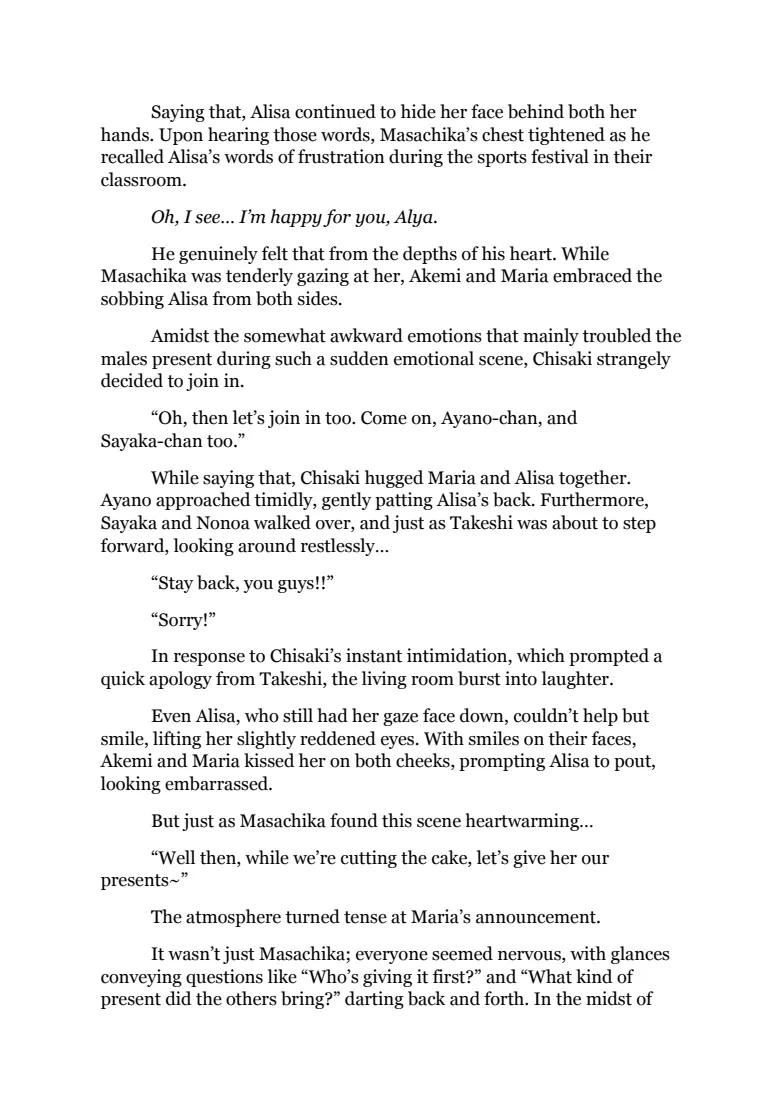 Saying that, Alisa continued to hide her face behind both her
hands. Upon hearing those words, Masachika’s chest tightened as he
recalled Alisa’s words of frustration during the sports festival in their
classroom.
Oh, I see… I’m happy for you, Alya.
He genuinely felt that from the depths of his heart. While
Masachika was tenderly gazing at her, Akemi and Maria embraced the
sobbing Alisa from both sides.
Amidst the somewhat awkward emotions that mainly troubled the
males present during such a sudden emotional scene, Chisaki strangely
decided to join in.
“Oh, then let’s join in too. Come on, Ayano-chan, and
Sayaka-chan too.”
While saying that, Chisaki hugged Maria and Alisa together.
Ayano approached timidly, gently patting Alisa’s back. Furthermore,
Sayaka and Nonoa walked over, and just as Takeshi was about to step
forward, looking around restlessly…
“Stay back, you guys!!”
“Sorry!”
In response to Chisaki’s instant intimidation, which prompted a
quick apology from Takeshi, the living room burst into laughter.
Even Alisa, who still had her gaze face down, couldn’t help but
smile, lifting her slightly reddened eyes. With smiles on their faces,
Akemi and Maria kissed her on both cheeks, prompting Alisa to pout,
looking embarrassed.
But just as Masachika found this scene heartwarming…
“Well then, while we’re cutting the cake, let’s give her our
presents~”
The atmosphere turned tense at Maria’s announcement.
It wasn’t just Masachika; everyone seemed nervous, with glances
conveying questions like “Who’s giving it first?” and “What kind of
present did the others bring?” darting back and forth. In the midst of